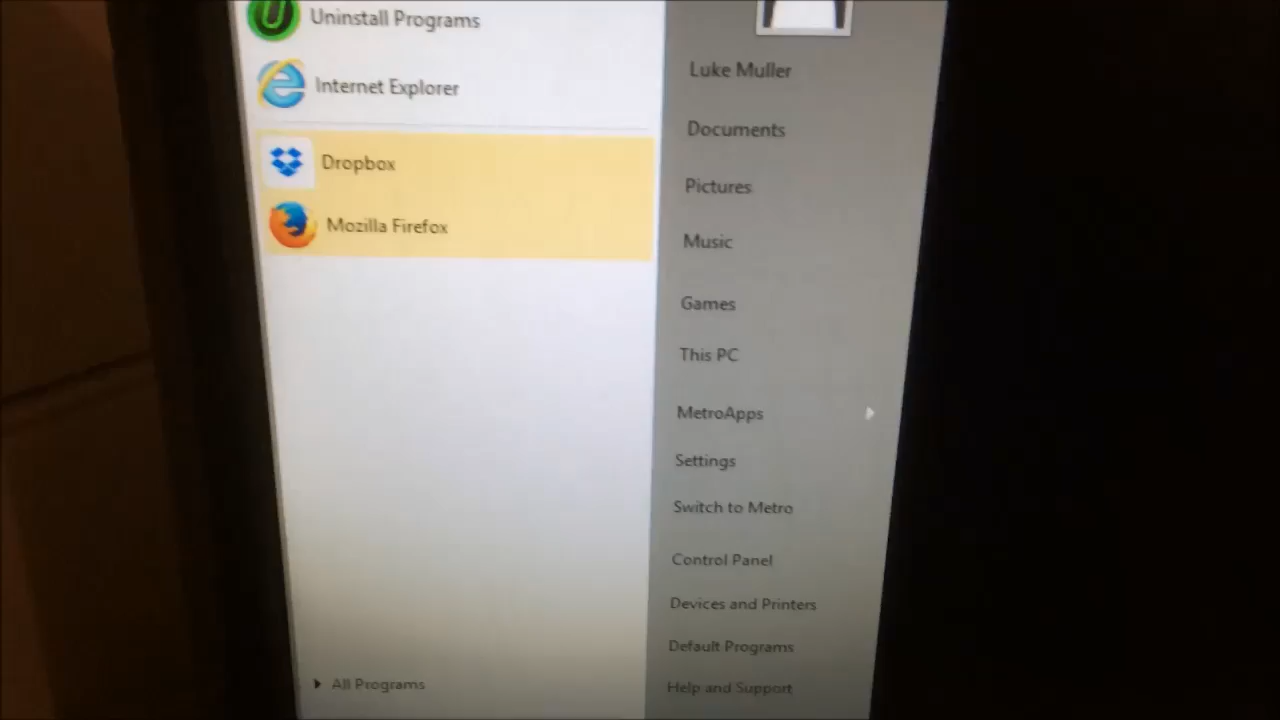 Uninstall Programs
Internet Explorer
Dropbox
Mozilla Firefox
All Programs
Luke Muller
Documents
Pictures
Music
Games
This PC
MetroApps
Settings
Switch to Metro
Control Panel
Devices and Printers
Default Programs
Help and Support